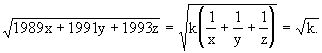 √(1989x + 1991y + 1993z) = √(k(1/x + 1/y + 1/z)) = √k.